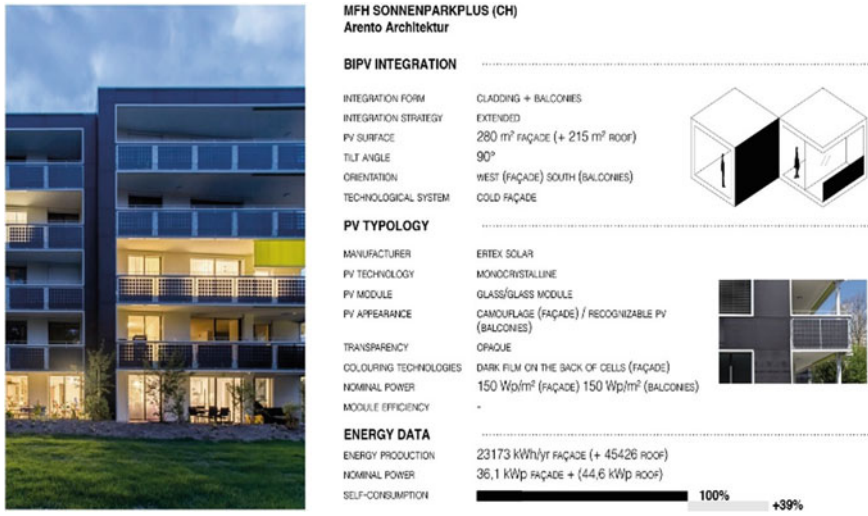 MFH SONNENPARKPLUS (CH)
Arento Architektur
BIPV INTEGRATION
INTEGRATION FORM CLADDING + BALCONIES
INTEGRATION STRATEGY EXTENDED
PV SURFACE 280 m² FAÇADE (+ 215 m² ROOF)
TILT ANGLE 90°
ORIENTATION WEST (FAÇADE) SOUTH (BALCONIES)
TECHNOLOGICAL SYSTEM COLD FAÇADE
PV TYPOLOGY
MANUFACTURER ERTEX SOLAR
PV TECHNOLOGY MONOCRYSTALLINE
PV MODULE GLASS/GLASS MODULE
PV APPEARANCE CAMOUFLAGE (FAÇADE) / RECOGNIZABLE PV
(BALCONIES)
TRANSPARENCY OPAQUE
COLOURING TECHNOLOGIES DARK FILM ON THE BACK OF CELLS (FAÇADE)
NOMINAL POWER 150 Wp/m² (FAÇADE) 150 Wp/m² (BALCONIES)
MODULE EFFICIENCY -
ENERGY DATA
ENERGY PRODUCTION 23173 kWh/yr FAÇADE (+ 45426 ROOF)
NOMINAL POWER 36,1 kWp FAÇADE + (44,6 kWp ROOF)
SELF-CONSUMPTION 100%
+39%